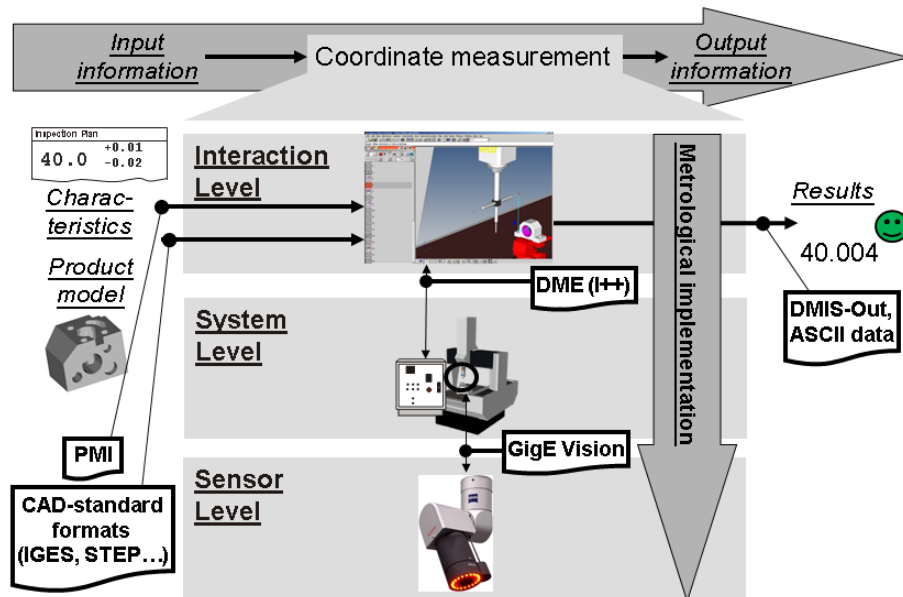 Input
information
Coordinate measurement
Output
information
Inspection Plan
40.0
+0.01
-0.02
Charac-
teristics
Product
model
PMI
CAD-standard
formats
(IGES, STEP…)
Interaction
Level
DME (I++)
System
Level
GigE Vision
Sensor
Level
Metrological implementation
Results
40.004
DMIS-Out,
ASCII data